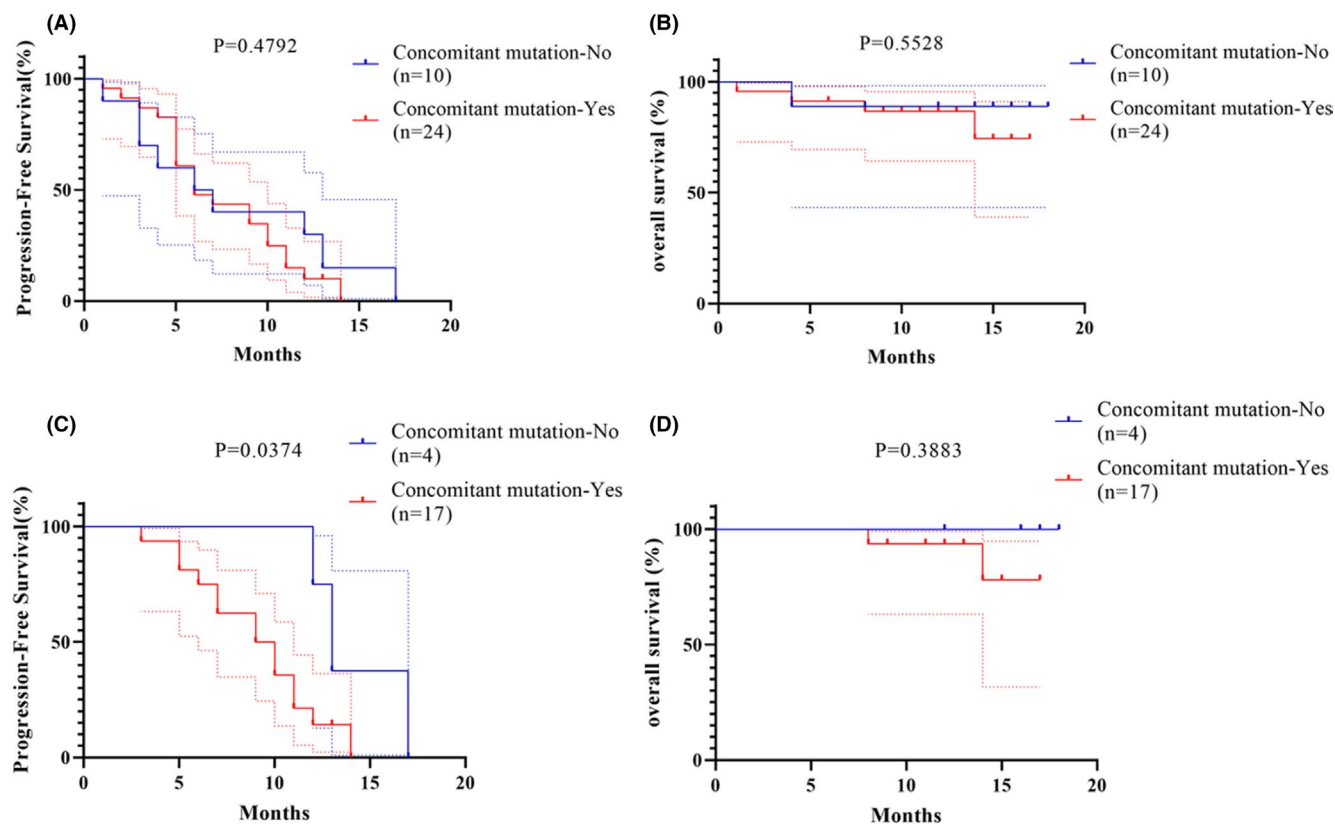 (A)
P=0.4792
Concomitant mutation-No
(n=10)
Concomitant mutation-Yes
(n=24)
Progression-Free Survival(%)
100
50
0
0 5 10 15 20
Months
(B)
P=0.5528
Concomitant mutation-No
(n=10)
Concomitant mutation-Yes
(n=24)
overall survival (%)
100
50
0
0 5 10 15 20
Months
(C)
P=0.0374
Concomitant mutation-No
(n=4)
Concomitant mutation-Yes
(n=17)
Progression-Free Survival(%)
100
50
0
0 5 10 15 20
Months
(D)
P=0.3883
Concomitant mutation-No
(n=4)
Concomitant mutation-Yes
(n=17)
overall survival (%)
100
50
0
0 5 10 15 20
Months